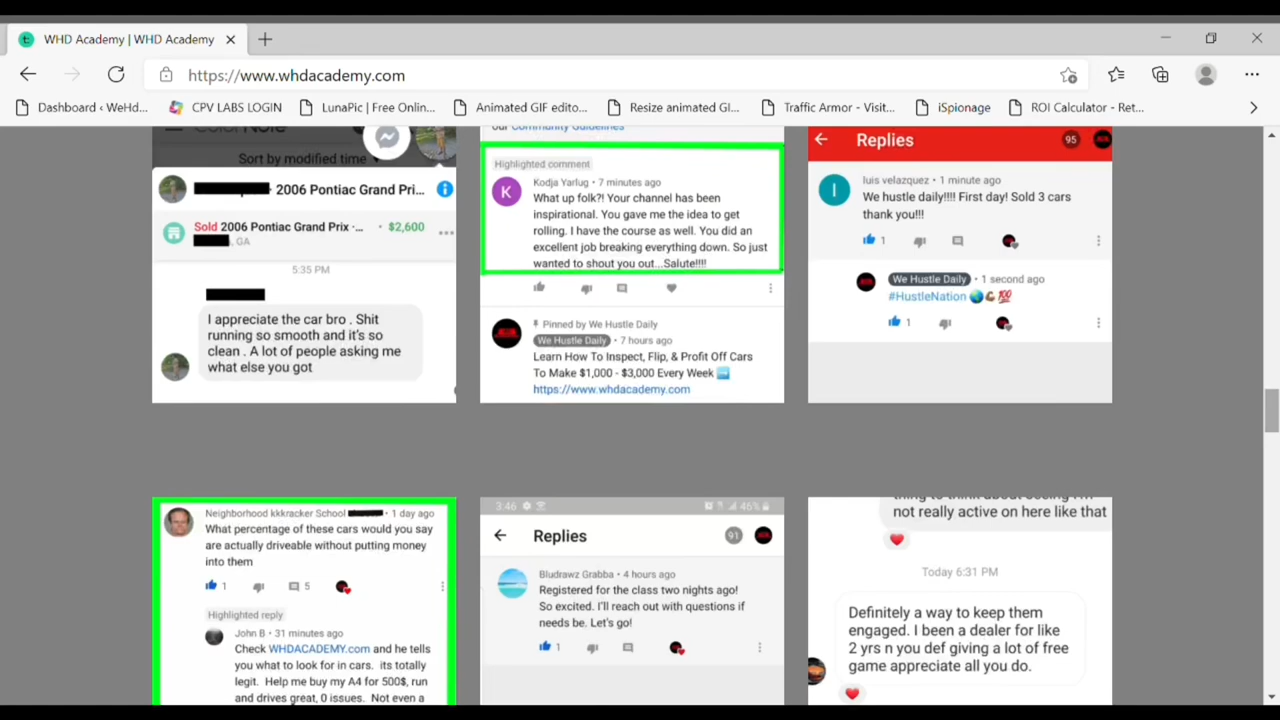 WHD Academy | WHD Academy
https://www.whdacademy.com
Dashboard ‹ WeHd...
CPV LABS LOGIN
LunaPic | Free Onlin...
Animated GIF edito...
Resize animated GI...
Traffic Armor - Visit...
iSpionage
ROI Calculator - Ret...
Sort by modified time
2006 Pontiac Grand Pri...
Sold 2006 Pontiac Grand Prix ·... · $2,600
, GA
5:35 PM
I appreciate the car bro . Shit
running so smooth and it's so
clean . A lot of people asking me
what else you got
our Community Guidelines
Highlighted comment
K
Kodja Yarlug • 7 minutes ago
What up folk?! Your channel has been
inspirational. You gave me the idea to get
rolling. I have the course as well. You did an
excellent job breaking everything down. So just
wanted to shout you out...Salute!!!!
Pinned by We Hustle Daily
We Hustle Daily • 7 hours ago
Learn How To Inspect, Flip, & Profit Off Cars
To Make $1,000 - $3,000 Every Week ➡️
https://www.whdacademy.com
Replies
95
l
luis velazquez • 1 minute ago
We hustle daily!!!! First day! Sold 3 cars
thank you!!!
1
We Hustle Daily • 1 second ago
#HustleNation 🌎💪🏾💯
1
Neighborhood kkkracker School • 1 day ago
What percentage of these cars would you say
are actually driveable without putting money
into them
1
5
Highlighted reply
John B • 31 minutes ago
Check WHDACADEMY.com and he tells
you what to look for in cars. its totally
legit. Help me buy my A4 for 500$, run
and drives great, 0 issues. Not even a
3:46
46%
Replies
91
Bludrawz Grabba • 4 hours ago
Registered for the class two nights ago!
So excited. I'll reach out with questions if
needs be. Let's go!
1
not really active on here like that
Today 6:31 PM
Definitely a way to keep them
engaged. I been a dealer for like
2 yrs n you def giving a lot of free
game appreciate all you do.